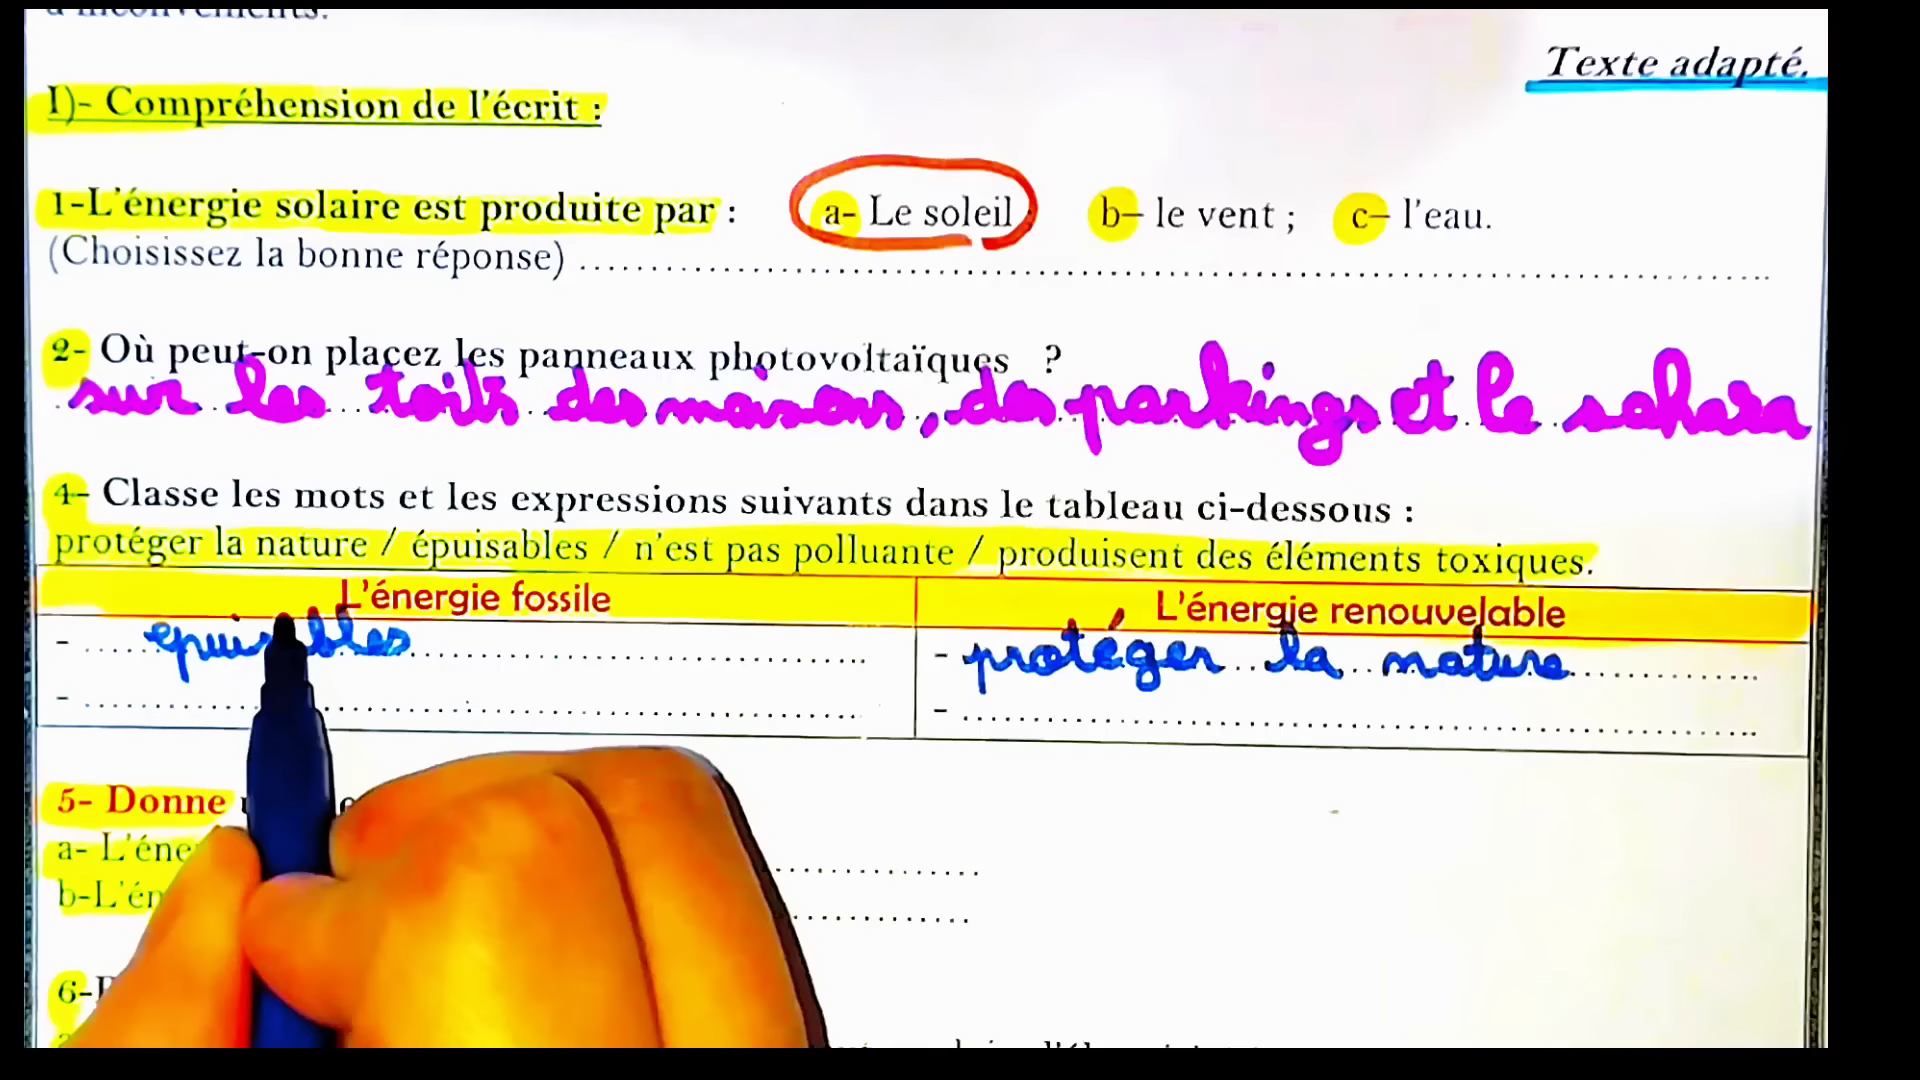 Texte adapté.
I)- Compréhension de l'écrit :
1-L'énergie solaire est produite par : a- Le soleil ; b– le vent ; c– l'eau.
(Choisissez la bonne réponse) ................
2- Où peut-on placez les panneaux photovoltaïques ?
sur les toits des maisons, des parkings et le sahara
4- Classe les mots et les expressions suivants dans le tableau ci-dessous :
protéger la nature / épuisables / n'est pas polluante / produisent des éléments toxiques.
L'énergie fossile L'énergie renouvelable
- epuisables - protéger la nature
- ................ - ................
5- Donne
a- L'éne
b-L'én
6-